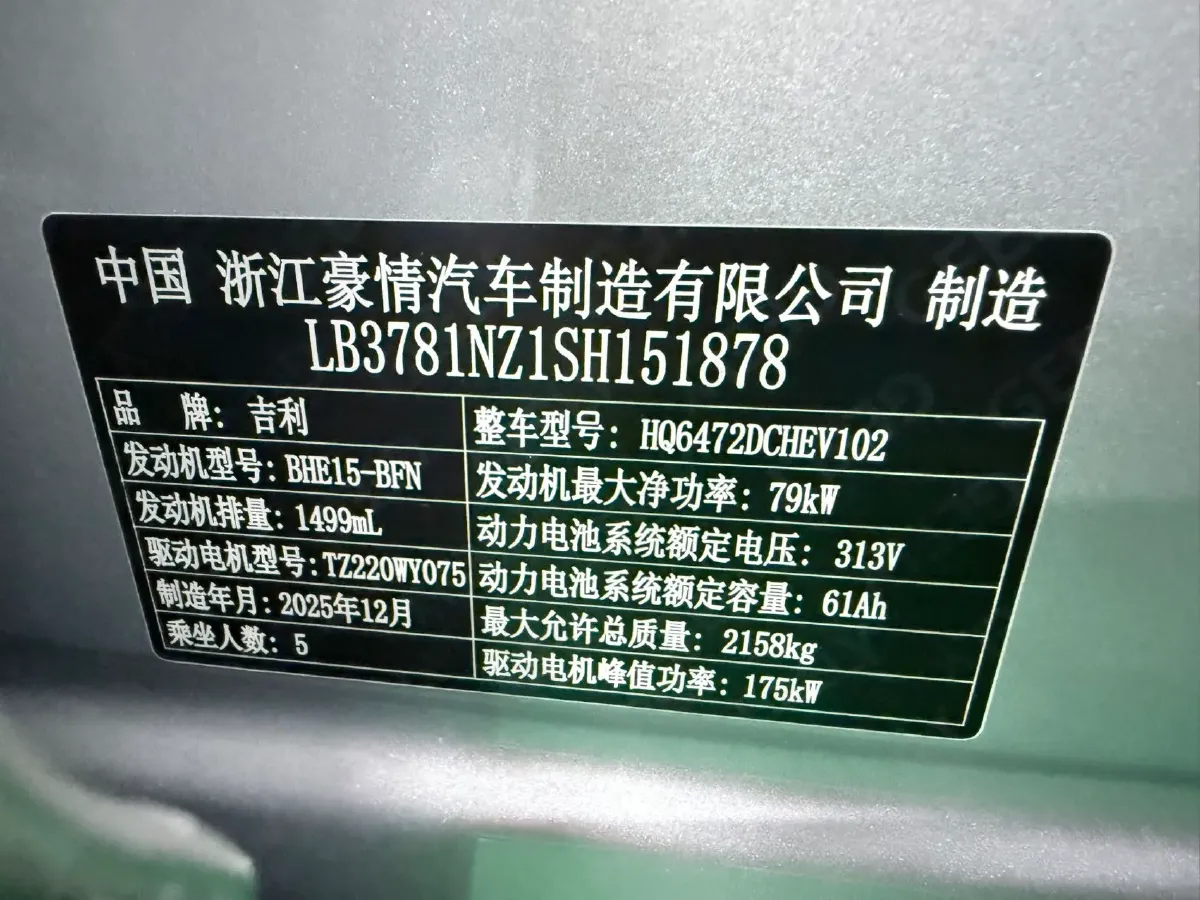 中国 浙江豪情汽车制造有限公司 制造
LB3781NZ1SH151878
品 牌: 吉利
整车型号: HQ6472DCHEV102
发动机型号: BHE15-BFN
发动机最大净功率: 79kW
发动机排量: 1499mL
动力电池系统额定电压: 313V
驱动电机型号: TZ220WY075
动力电池系统额定容量: 61Ah
制造年月: 2025年12月
最大允许总质量: 2158kg
乘坐人数: 5
驱动电机峰值功率: 175kW